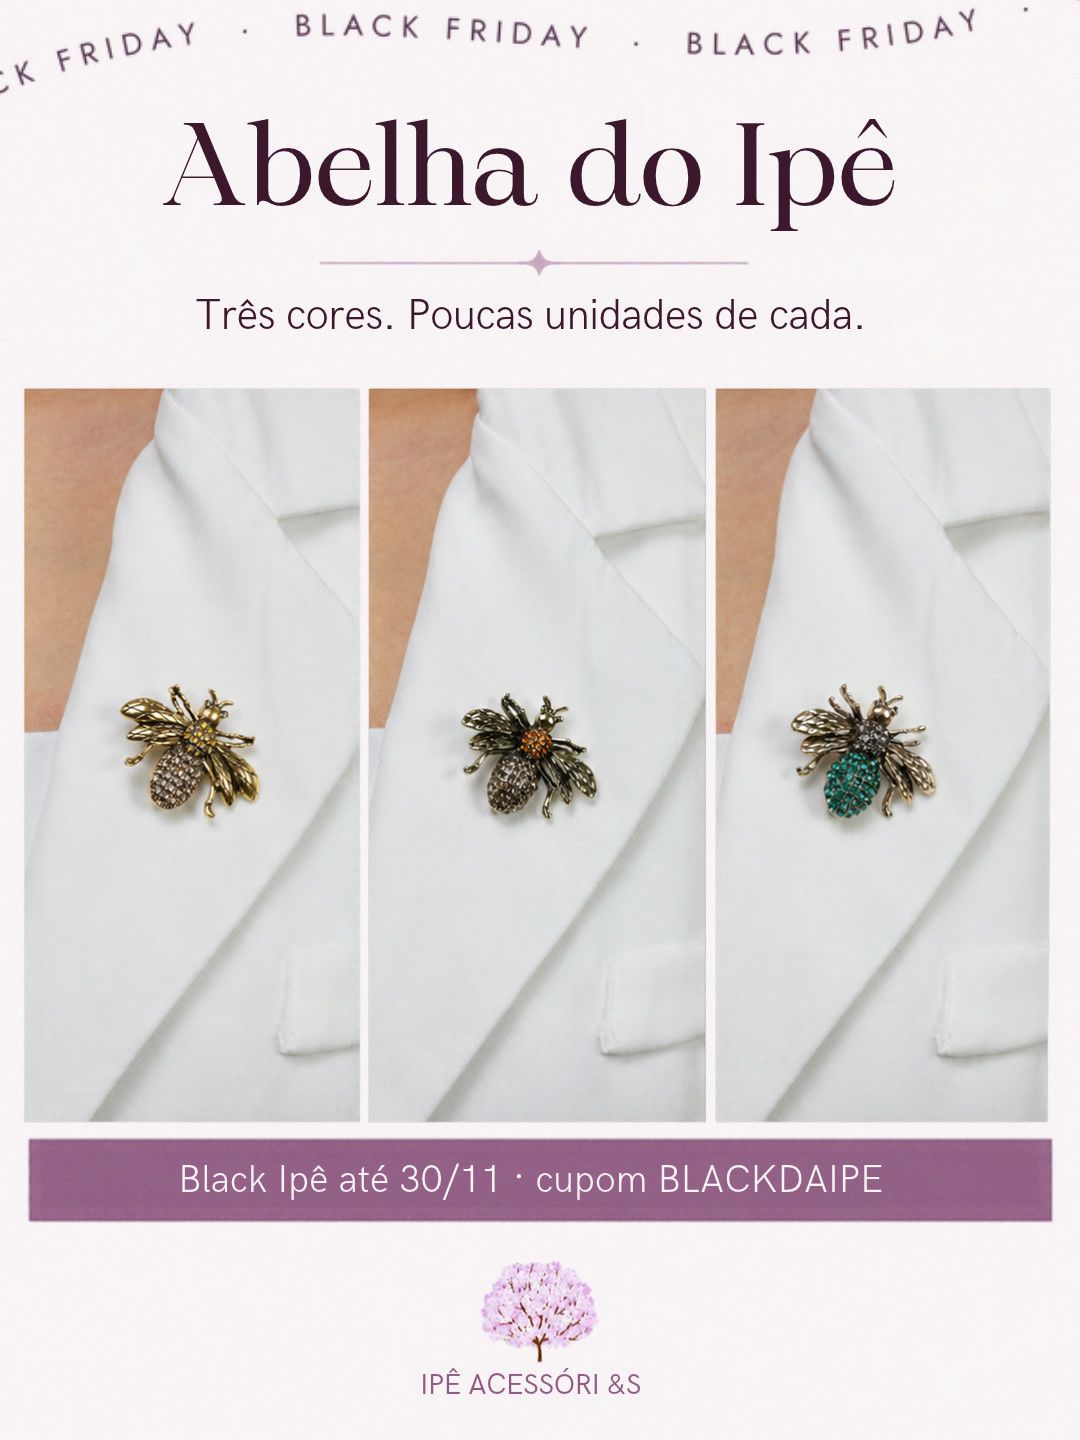 CK FRIDAY · BLACK FRIDAY · BLACK FRIDAY ·
Abelha do Ipê
Três cores. Poucas unidades de cada.
Black Ipê até 30/11 · cupom BLACKDAIPE
IPÊ ACESSÓRI &S